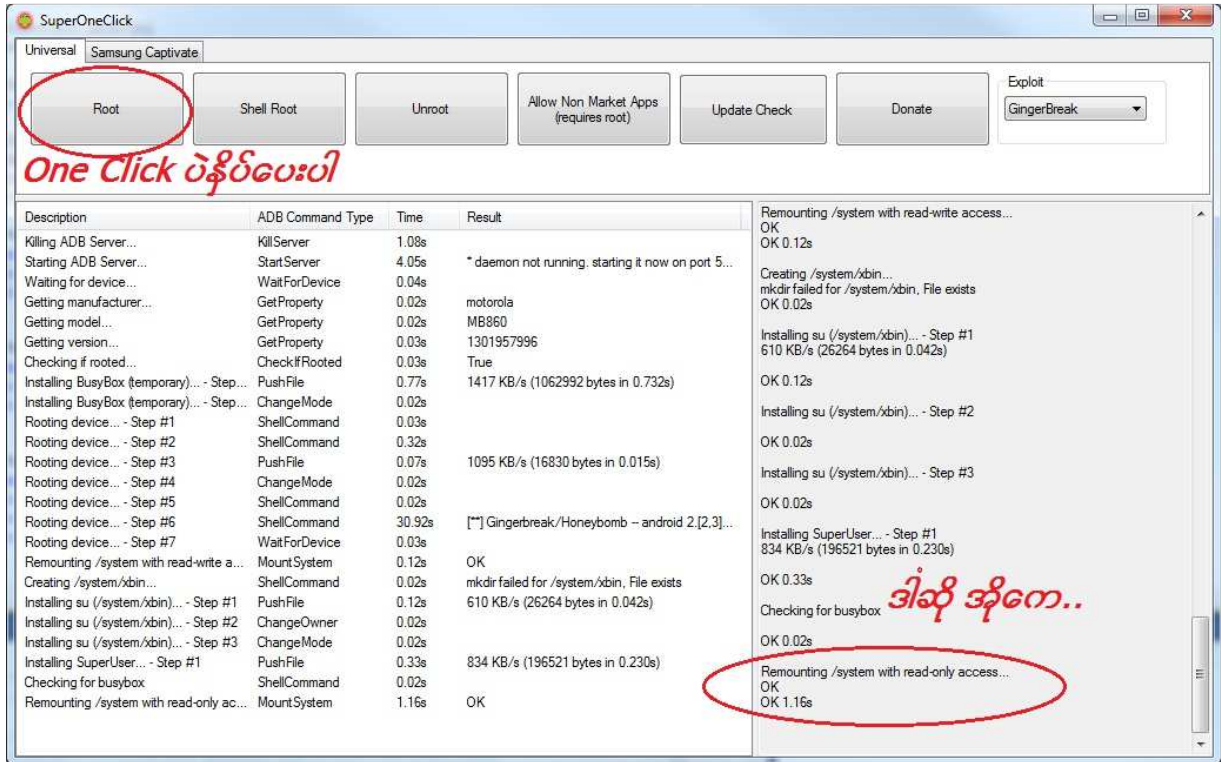 SuperOneClick
Universal Samsung Captivate
Root Shell Root Unroot Allow Non Market Apps (requires root) Update Check Donate Exploit GingerBreak
One Click ပဲနှိပ်ပေးပါ
Description ADB Command Type Time Result
Killing ADB Server... KillServer 1.08s
Starting ADB Server... StartServer 4.05s * daemon not running. starting it now on port 5...
Waiting for device... WaitForDevice 0.04s
Getting manufacturer... GetProperty 0.02s motorola
Getting model... GetProperty 0.02s MB860
Getting version... GetProperty 0.03s 1301957996
Checking if rooted... CheckIfRooted 0.03s True
Installing BusyBox (temporary)... - Step... PushFile 0.77s 1417 KB/s (1062992 bytes in 0.732s)
Installing BusyBox (temporary)... - Step... ChangeMode 0.02s
Rooting device... - Step #1 ShellCommand 0.03s
Rooting device... - Step #2 ShellCommand 0.32s
Rooting device... - Step #3 PushFile 0.07s 1095 KB/s (16830 bytes in 0.015s)
Rooting device... - Step #4 ChangeMode 0.02s
Rooting device... - Step #5 ShellCommand 0.02s
Rooting device... - Step #6 ShellCommand 30.92s [**] Gingerbreak/Honeybomb -- android 2.[2,3]...
Rooting device... - Step #7 WaitForDevice 0.03s
Remounting /system with read-write a... MountSystem 0.12s OK
Creating /system/xbin... ShellCommand 0.02s mkdir failed for /system/xbin, File exists
Installing su (/system/xbin)... - Step #1 PushFile 0.12s 610 KB/s (26264 bytes in 0.042s)
Installing su (/system/xbin)... - Step #2 ChangeOwner 0.02s
Installing su (/system/xbin)... - Step #3 ChangeMode 0.02s
Installing SuperUser... - Step #1 PushFile 0.33s 834 KB/s (196521 bytes in 0.230s)
Checking for busybox ShellCommand 0.02s
Remounting /system with read-only ac... MountSystem 1.16s OK
Remounting /system with read-write access...
OK
OK 0.12s
Creating /system/xbin...
mkdir failed for /system/xbin, File exists
OK 0.02s
Installing su (/system/xbin)... - Step #1
610 KB/s (26264 bytes in 0.042s)
OK 0.12s
Installing su (/system/xbin)... - Step #2
OK 0.02s
Installing su (/system/xbin)... - Step #3
OK 0.02s
Installing SuperUser... - Step #1
834 KB/s (196521 bytes in 0.230s)
OK 0.33s
ဒါဆို အိုကေ..
Checking for busybox
OK 0.02s
Remounting /system with read-only access...
OK
OK 1.16s